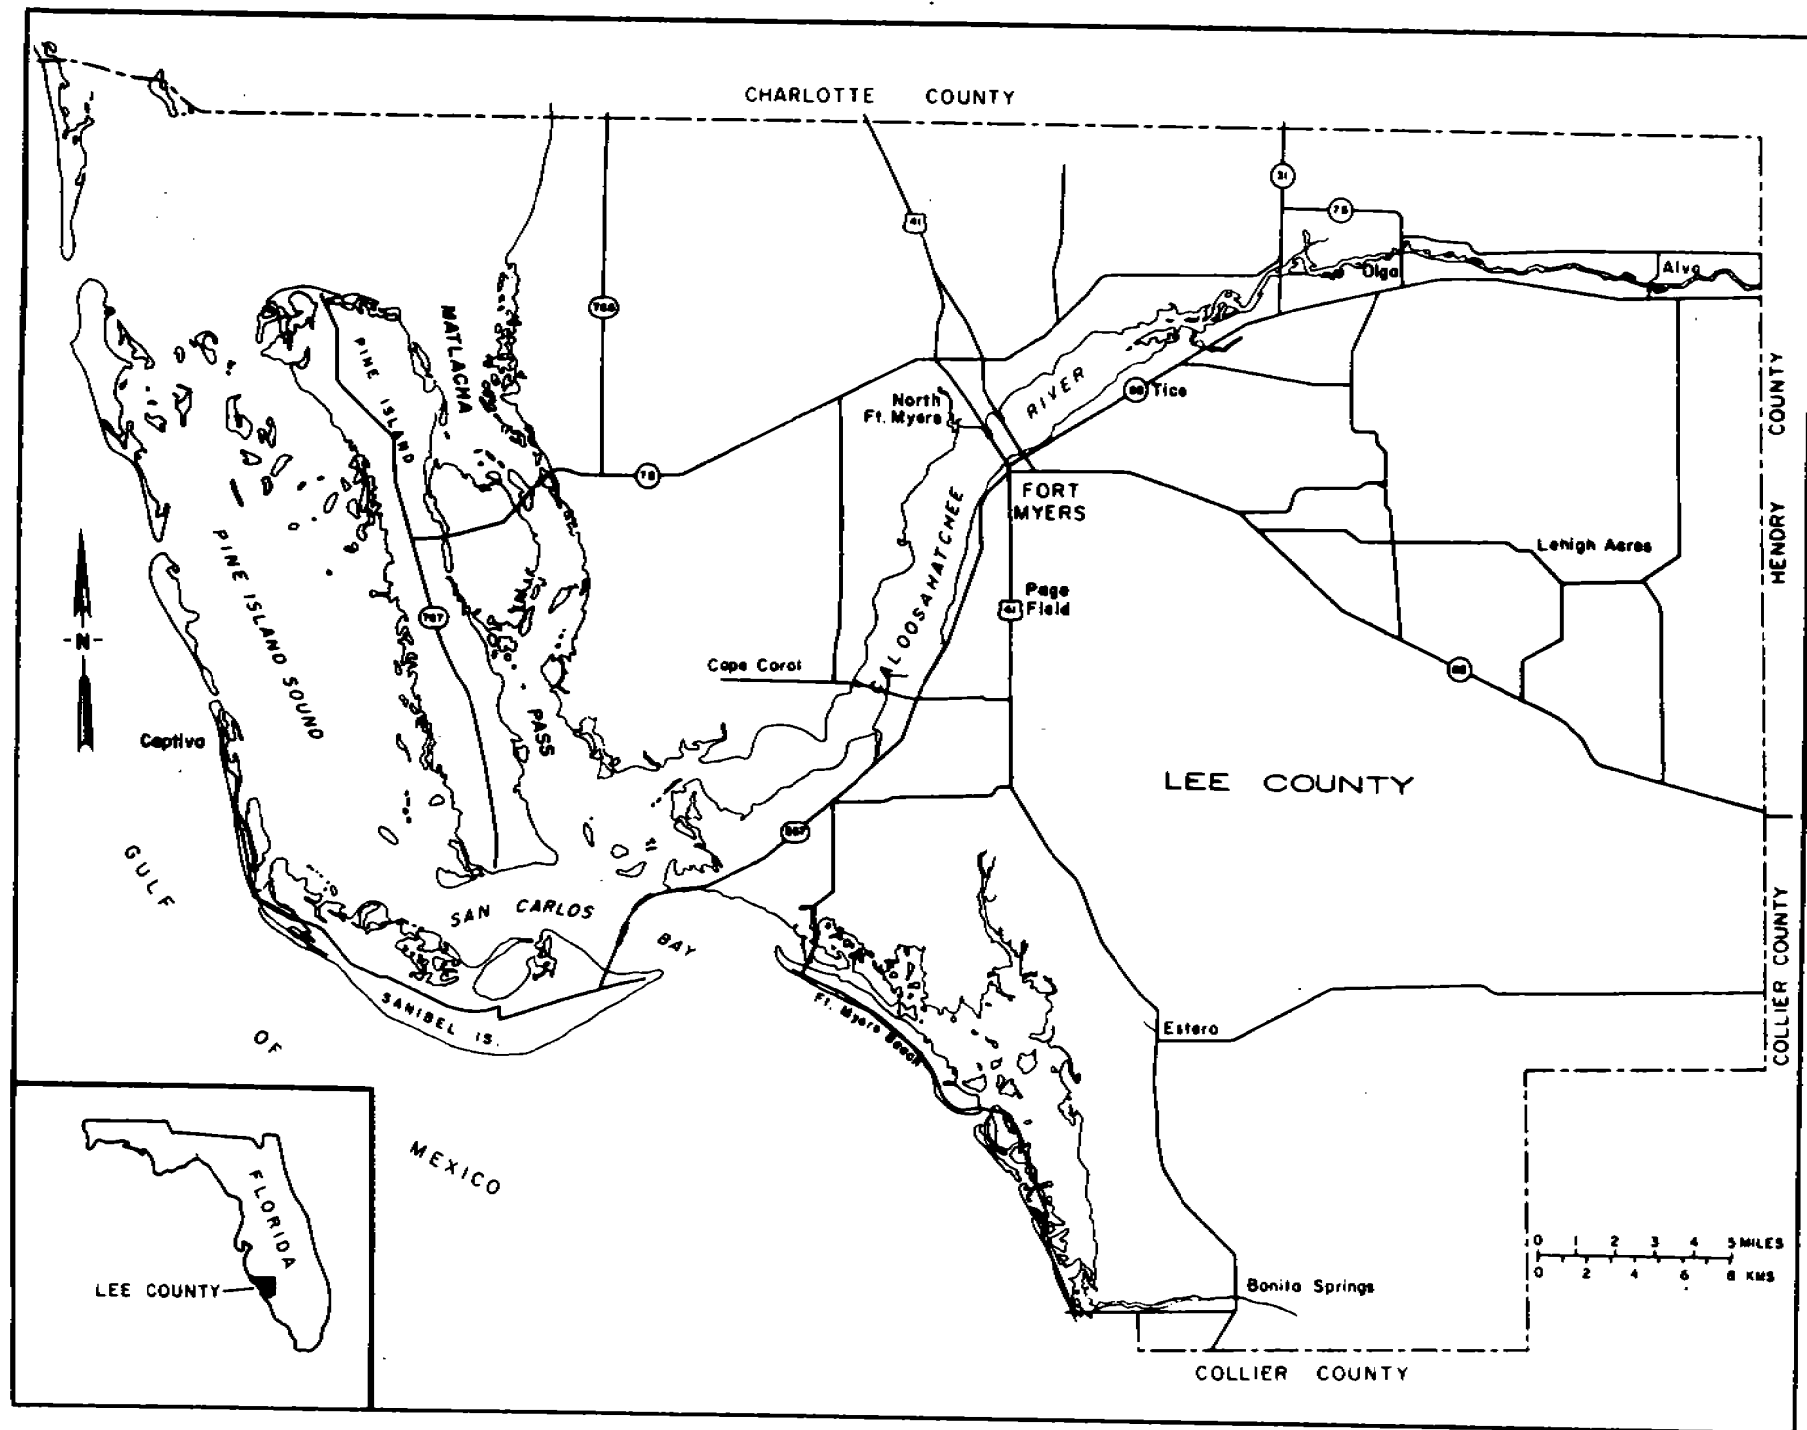 CHARLOTTE COUNTY
31
78
41
Olga
Alva
MATLACHA
PINE ISLAND
765
North
Ft. Myers
RIVER
80
Tice
HENDRY COUNTY
78
FORT
MYERS
CALOOSAHATCHEE
Lehigh Acres
PINE ISLAND SOUND
Page
Field
41
767
-N-
Cape Coral
82
PASS
Captiva
LEE COUNTY
867
GULF
SAN CARLOS
BAY
COLLIER COUNTY
SANIBEL IS.
Ft. Myers Beach
Estero
OF
MEXICO
FLORIDA
LEE COUNTY
0 1 2 3 4 5 MILES
0 2 4 6 8 KMS
Bonita Springs
COLLIER COUNTY